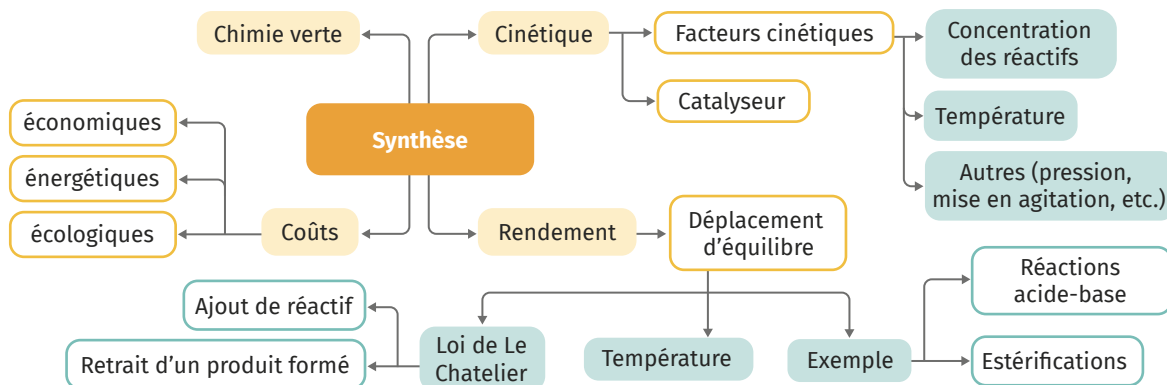 Chimie verte
Cinétique
Facteurs cinétiques
Concentration
des réactifs
Catalyseur
Température
Autres (pression,
mise en agitation, etc.)
Synthèse
économiques
énergétiques
écologiques
Coûts
Rendement
Déplacement
d’équilibre
Ajout de réactif
Retrait d’un produit formé
Loi de Le
Chatelier
Température
Exemple
Réactions
acide-base
Estérifications